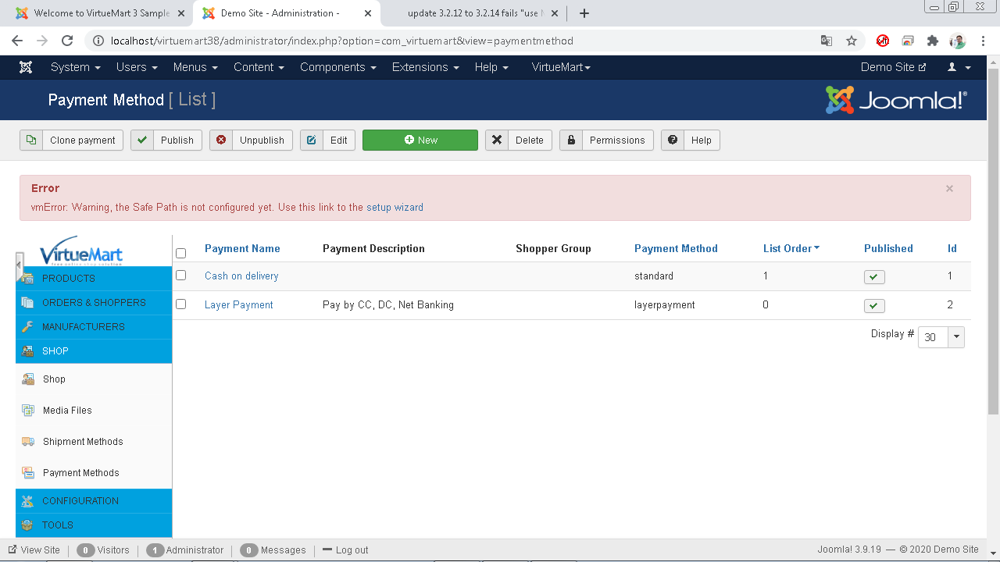 Welcome to VirtueMart 3 Sample
Demo Site - Administration -
update 3.2.12 to 3.2.14 fails "use N
localhost/virtuemart38/administrator/index.php?option=com_virtuemart&view=paymentmethod
System Users Menus Content Components Extensions Help VirtueMart Demo Site
Payment Method [ List ]
Joomla!®
Clone payment Publish Unpublish Edit New Delete Permissions Help
Error ×
vmError: Warning, the Safe Path is not configured yet. Use this link to the setup wizard
VirtueMart
Payment Name Payment Description Shopper Group Payment Method List Order Published Id
Cash on delivery standard 1 1
Layer Payment Pay by CC, DC, Net Banking layerpayment 0 2
Display # 30
PRODUCTS
ORDERS & SHOPPERS
MANUFACTURERS
SHOP
Shop
Media Files
Shipment Methods
Payment Methods
CONFIGURATION
TOOLS
View Site 0 Visitors 1 Administrator 0 Messages Log out Joomla! 3.9.19 — © 2020 Demo Site